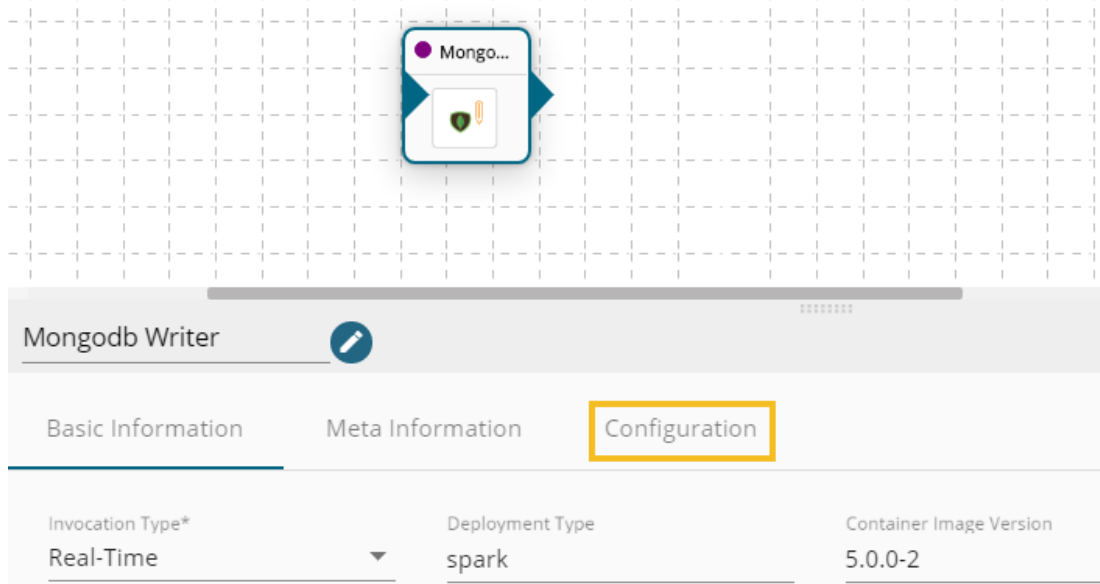 Mongo...
Mongodb Writer
Basic Information Meta Information Configuration
Invocation Type* Deployment Type Container Image Version
Real-Time spark 5.0.0-2